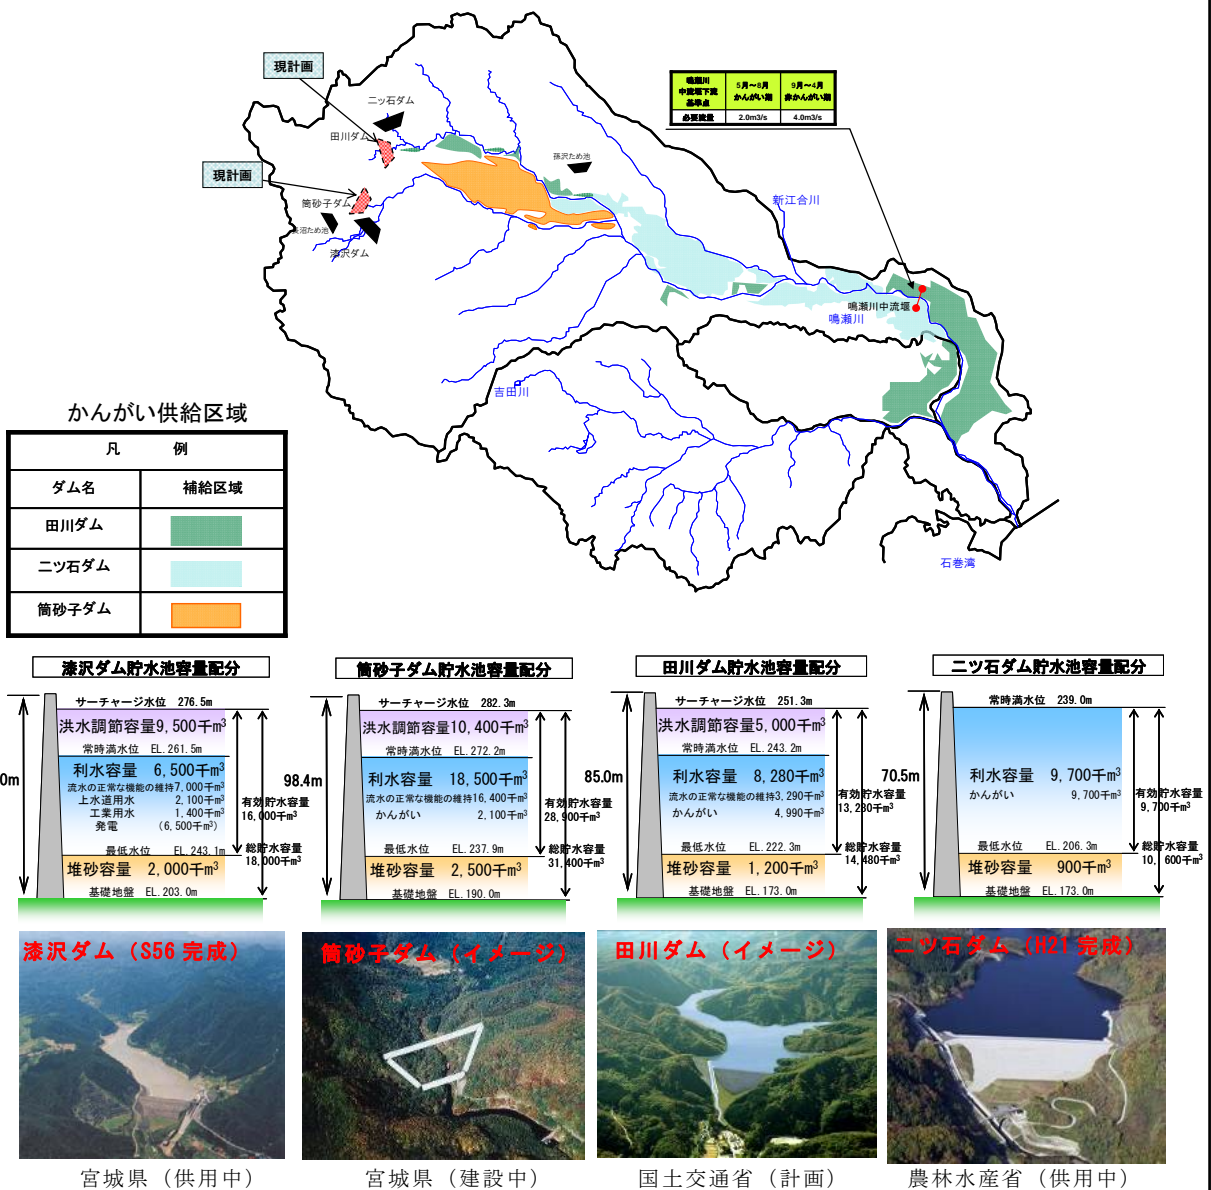 現計画
二ツ石ダム
田川ダム
現計画
筒砂子ダム
漆沢ダム
孫沢ため池
鳴瀬川
中流堰下流
基準点
5月～8月
かんがい期
9月～4月
非かんがい期
必要流量
2.0m3/s
4.0m3/s
新江合川
鳴瀬川中流堰
鳴瀬川
吉田川
石巻湾
かんがい供給区域
凡 例
ダム名 補給区域
田川ダム
二ツ石ダム
筒砂子ダム
漆沢ダム貯水池容量配分
サーチャージ水位 276.5m
洪水調節容量9,500千m³
常時満水位 EL.261.5m
利水容量 6,500千m³
流水の正常な機能の維持7,000千m³
上水道用水 2,100千m³
工業用水 1,400千m³
発電 (6,500千m³)
最低水位 EL.243.1m
堆砂容量 2,000千m³
基礎地盤 EL.203.0m
有効貯水容量
16,000千m³
総貯水容量
18,000千m³
0m
筒砂子ダム貯水池容量配分
サーチャージ水位 282.3m
洪水調節容量10,400千m³
常時満水位 EL.272.2m
利水容量 18,500千m³
流水の正常な機能の維持16,400千m³
かんがい 2,100千m³
最低水位 EL.237.9m
堆砂容量 2,500千m³
基礎地盤 EL.190.0m
有効貯水容量
28,900千m³
総貯水容量
31,400千m³
98.4m
田川ダム貯水池容量配分
サーチャージ水位 251.3m
洪水調節容量5,000千m³
常時満水位 EL.243.2m
利水容量 8,280千m³
流水の正常な機能の維持3,290千m³
かんがい 4,990千m³
最低水位 EL.222.3m
堆砂容量 1,200千m³
基礎地盤 EL.173.0m
有効貯水容量
13,280千m³
総貯水容量
14,480千m³
85.0m
二ツ石ダム貯水池容量配分
常時満水位 239.0m
利水容量 9,700千m³
かんがい 9,700千m³
最低水位 EL.206.3m
堆砂容量 900千m³
基礎地盤 EL.173.0m
有効貯水容量
9,700千m³
総貯水容量
10,600千m³
70.5m
漆沢ダム（S56 完成）
筒砂子ダム（イメージ）
田川ダム（イメージ）
二ツ石ダム（H21 完成）
宮城県（供用中）
宮城県（建設中）
国土交通省（計画）
農林水産省（供用中）